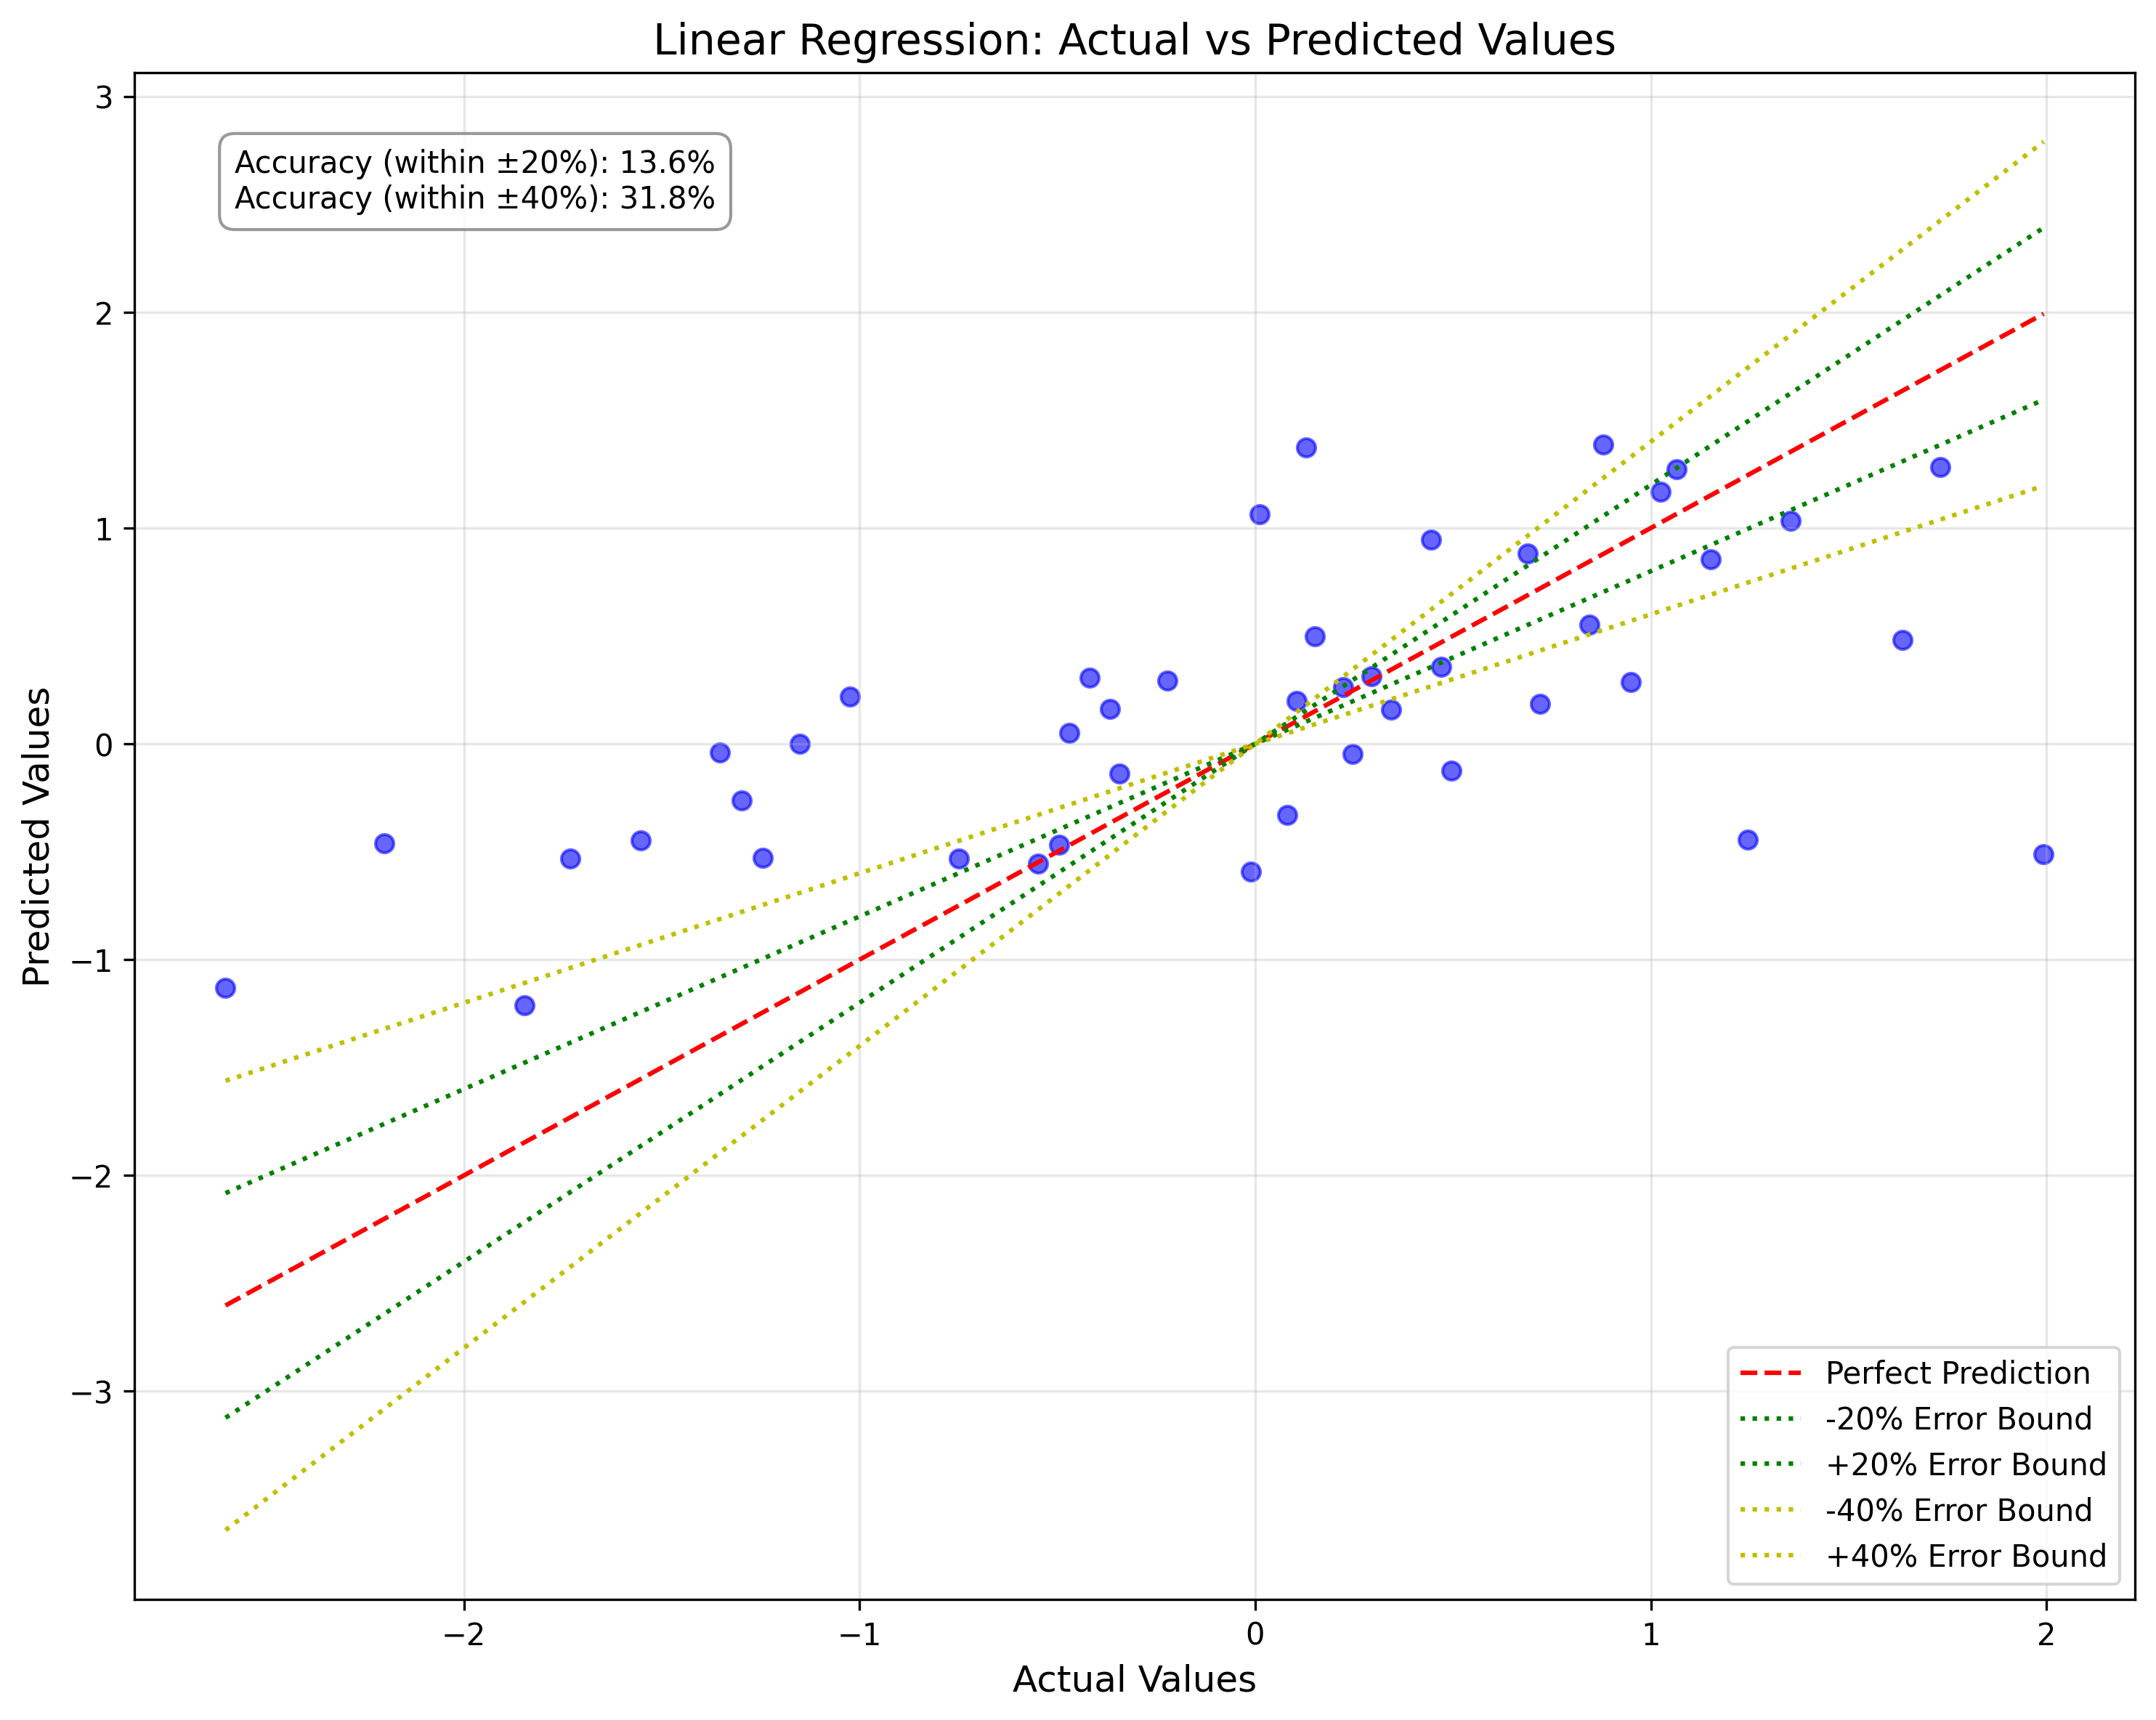 Linear Regression: Actual vs Predicted Values
3
Accuracy (within ±20%): 13.6%
Accuracy (within ±40%): 31.8%
2
1
0
−1
−2
−3
Predicted Values
Perfect Prediction
-20% Error Bound
+20% Error Bound
-40% Error Bound
+40% Error Bound
−2 −1 0 1 2
Actual Values